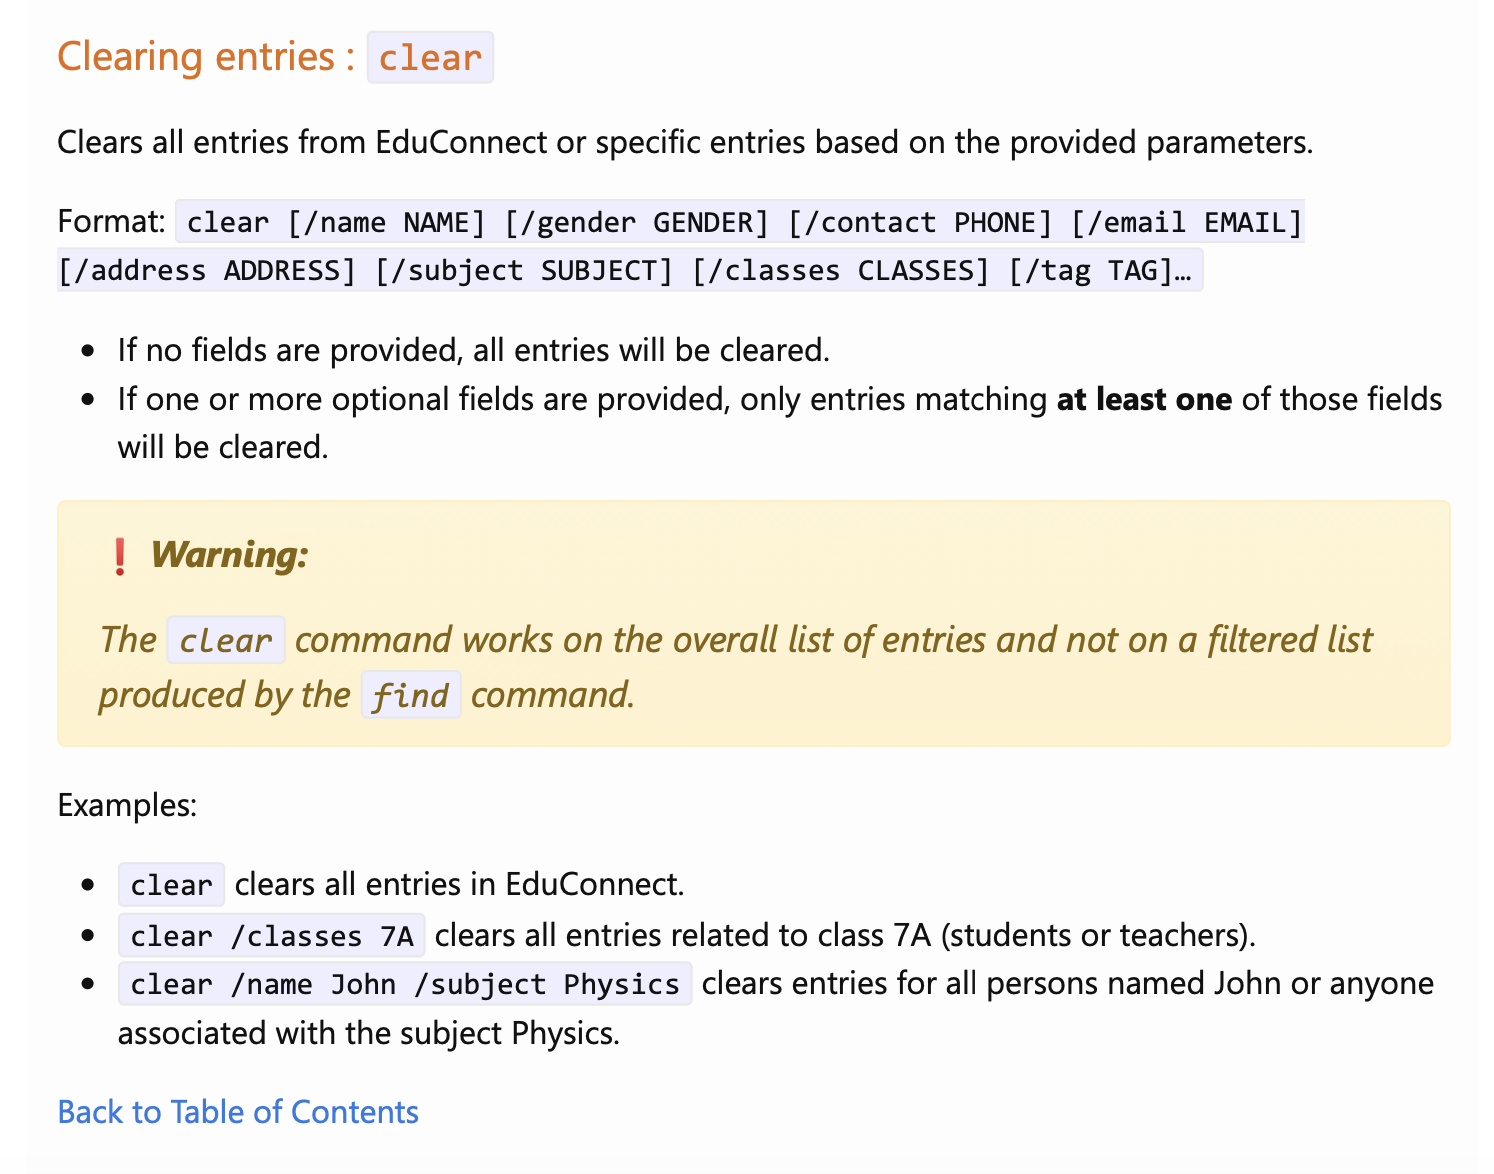 Clearing entries : clear
Clears all entries from EduConnect or specific entries based on the provided parameters.
Format: clear [/name NAME] [/gender GENDER] [/contact PHONE] [/email EMAIL]
[/address ADDRESS] [/subject SUBJECT] [/classes CLASSES] [/tag TAG]…
• If no fields are provided, all entries will be cleared.
• If one or more optional fields are provided, only entries matching at least one of those fields
will be cleared.
❗ Warning:
The clear command works on the overall list of entries and not on a filtered list
produced by the find command.
Examples:
• clear clears all entries in EduConnect.
• clear /classes 7A clears all entries related to class 7A (students or teachers).
• clear /name John /subject Physics clears entries for all persons named John or anyone
associated with the subject Physics.
Back to Table of Contents